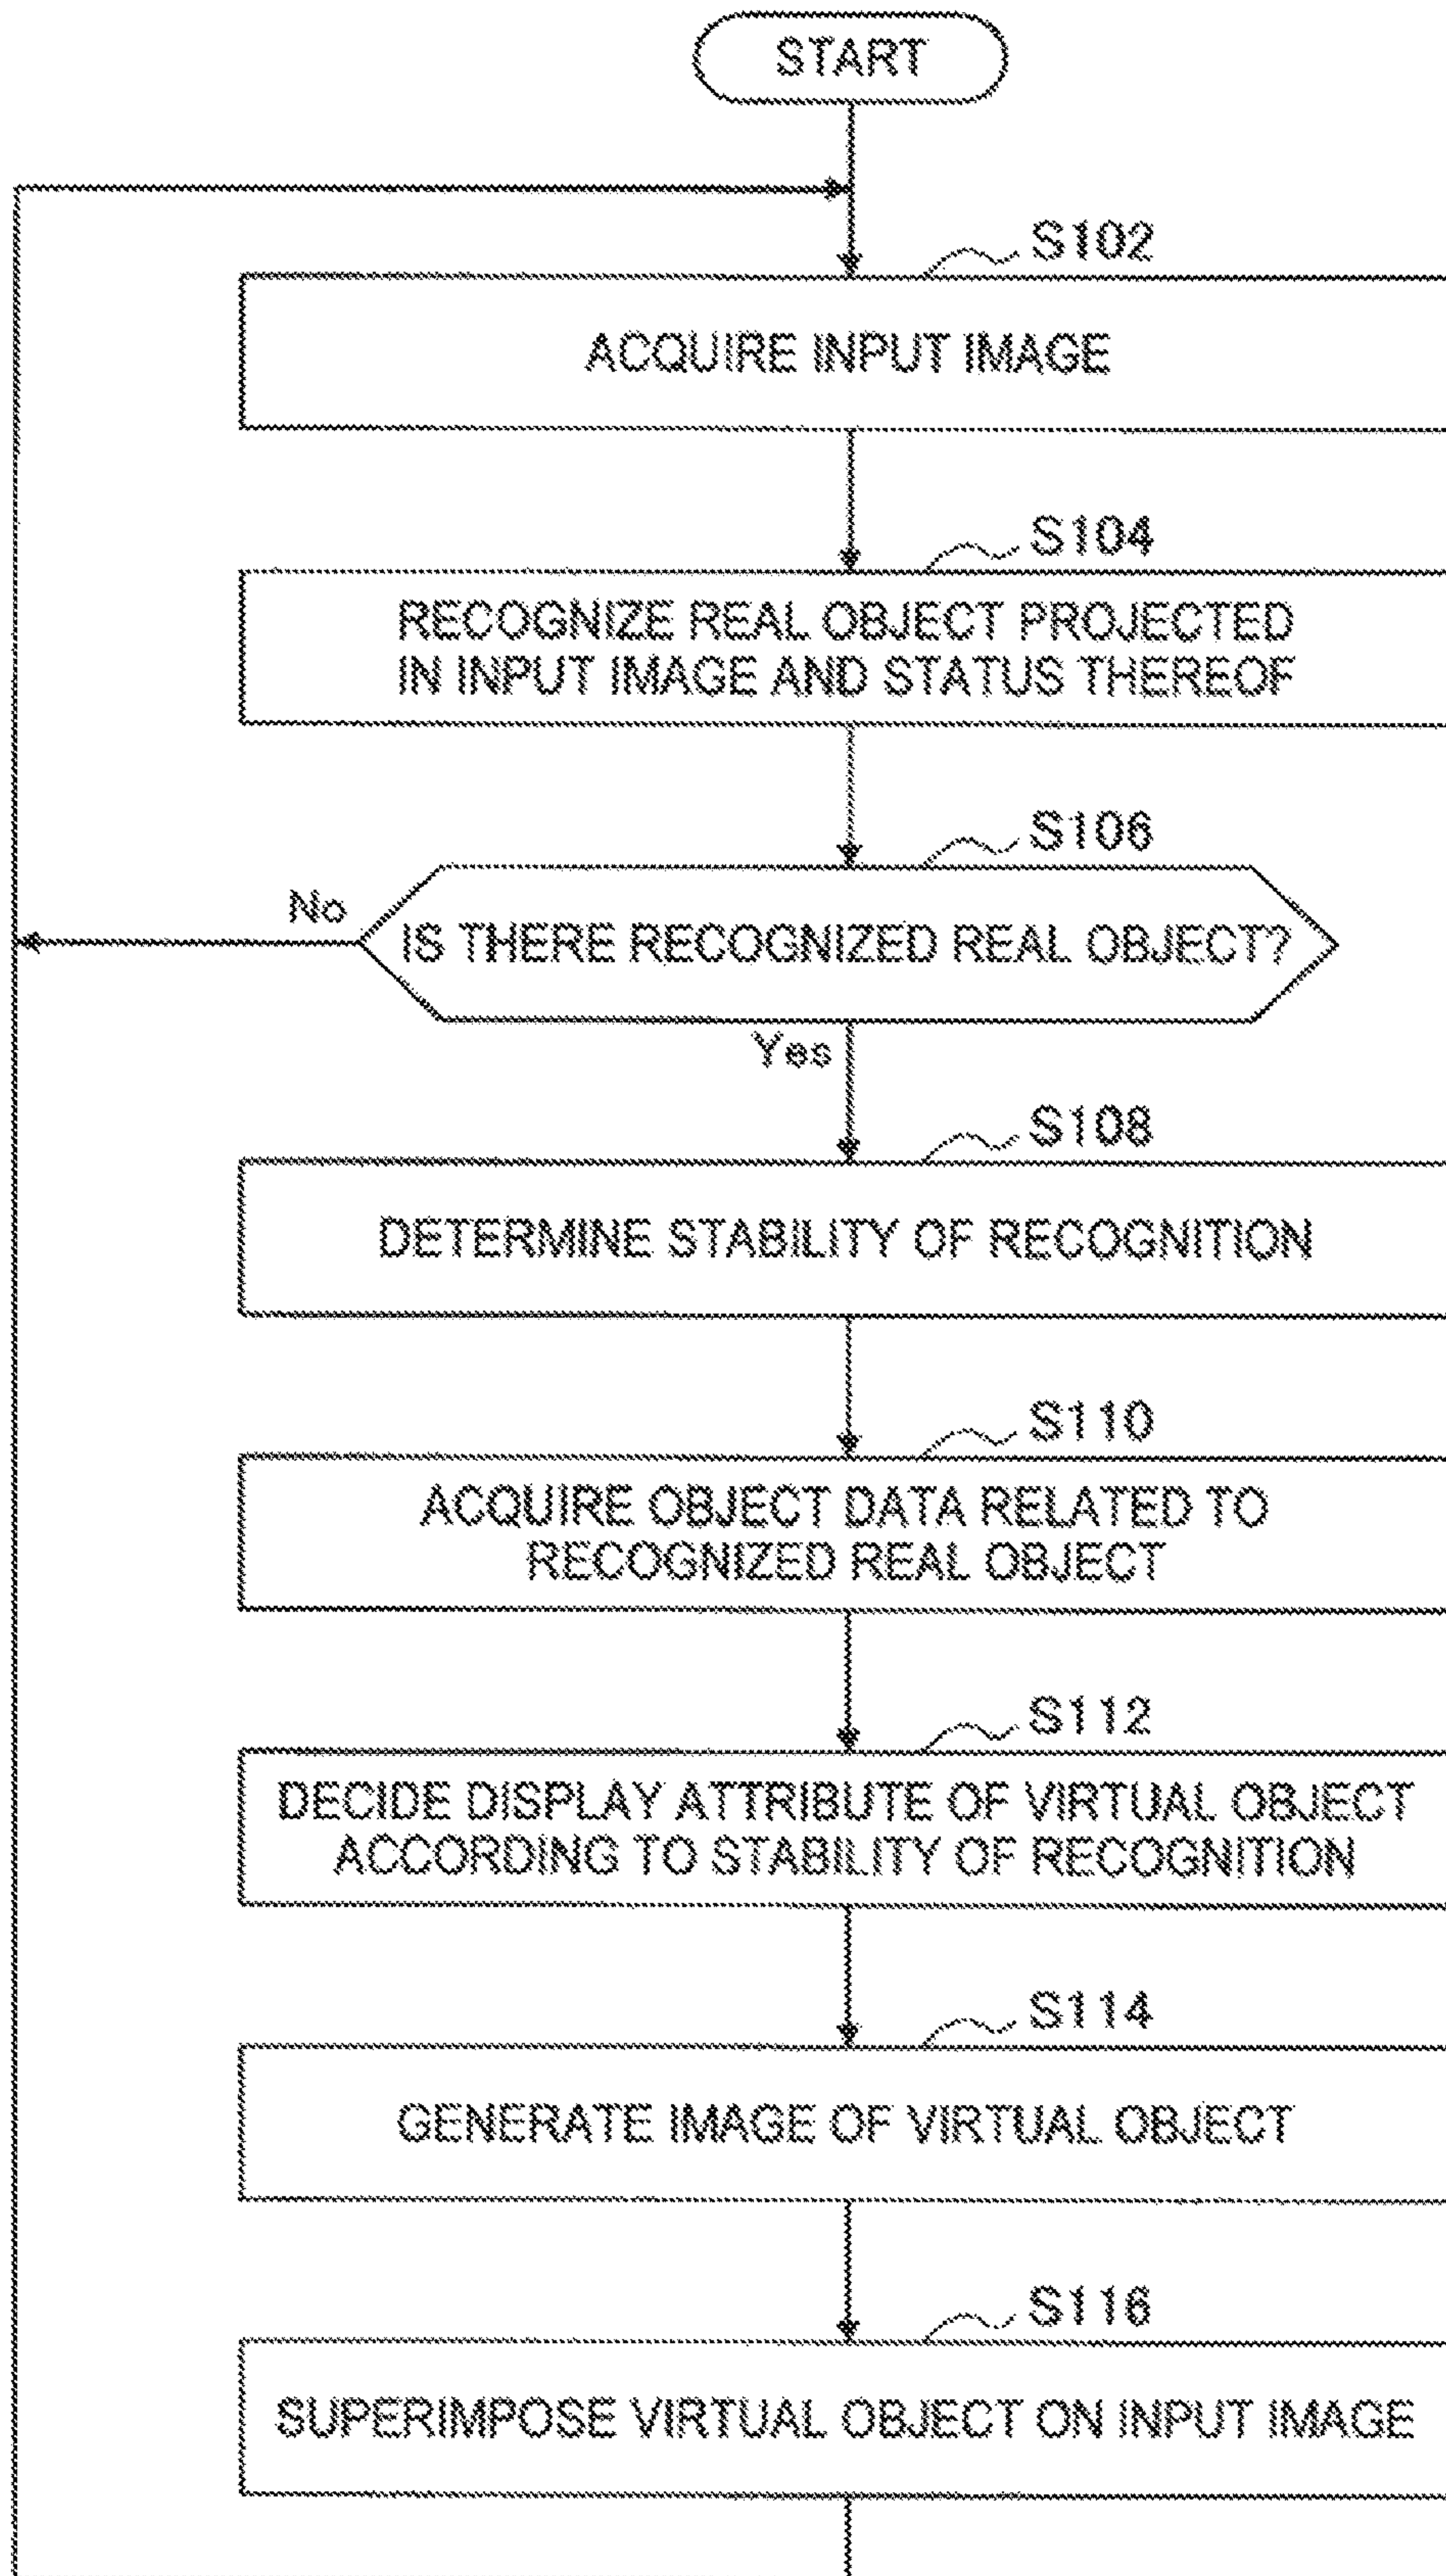 START
S102
ACQUIRE INPUT IMAGE
S104
RECOGNIZE REAL OBJECT PROJECTED
IN INPUT IMAGE AND STATUS THEREOF
S106
No
IS THERE RECOGNIZED REAL OBJECT?
Yes
S108
DETERMINE STABILITY OF RECOGNITION
S110
ACQUIRE OBJECT DATA RELATED TO
RECOGNIZED REAL OBJECT
S112
DECIDE DISPLAY ATTRIBUTE OF VIRTUAL OBJECT
ACCORDING TO STABILITY OF RECOGNITION
S114
GENERATE IMAGE OF VIRTUAL OBJECT
S116
SUPERIMPOSE VIRTUAL OBJECT ON INPUT IMAGE